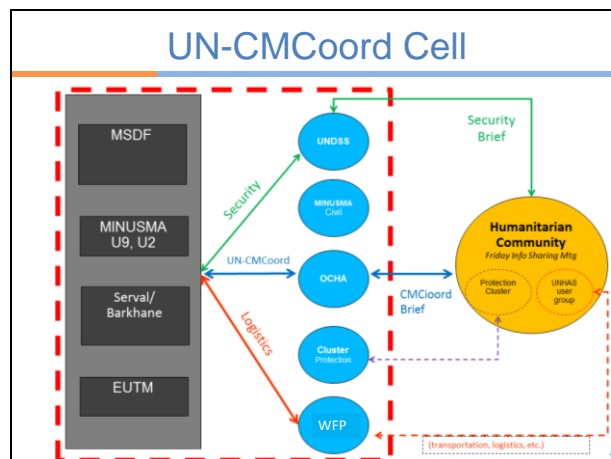 UN-CMCoord Cell
MSDF
MINUSMA
U9, U2
Serval/
Barkhane
EUTM
Security
UN-CMCoord
Logistics
UNDSS
MINUSMA
Civil
OCHA
Cluster
Protection
WFP
Security
Brief
CMCioord
Brief
Humanitarian
Community
Friday Info Sharing Mtg
Protection
Cluster
UNHAS
user
group
(transportation, logistics, etc.)